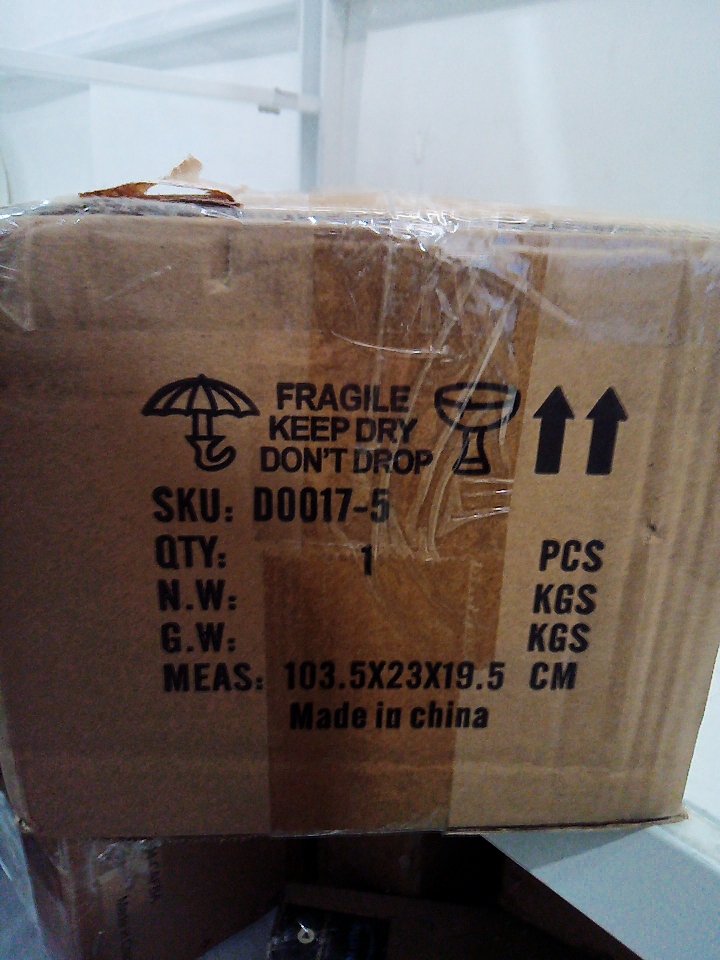 FRAGILE
KEEP DRY
DON'T DROP
SKU: D0017-5
QTY: 1 PCS
N.W: KGS
G.W: KGS
MEAS: 103.5X23X19.5 CM
Made in china